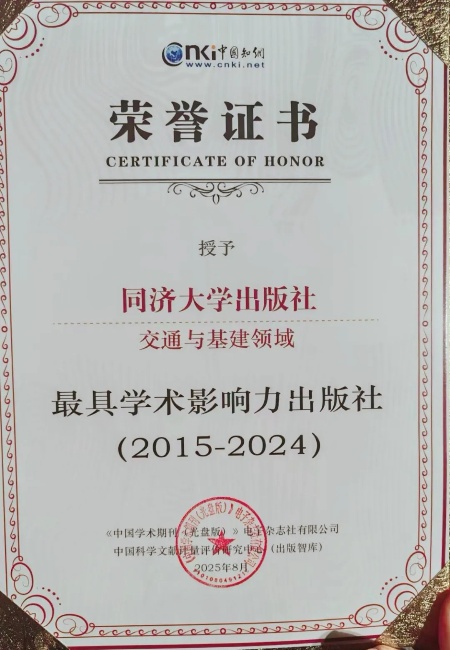 cnki中国知网
www.cnki.net
荣誉证书
CERTIFICATE OF HONOR
授予
同济大学出版社
交通与基建领域
最具学术影响力出版社
(2015-2024)
《中国学术期刊（光盘版）》电子杂志社有限公司
中国科学文献计量评价研究中心（出版智库）
2025年8月